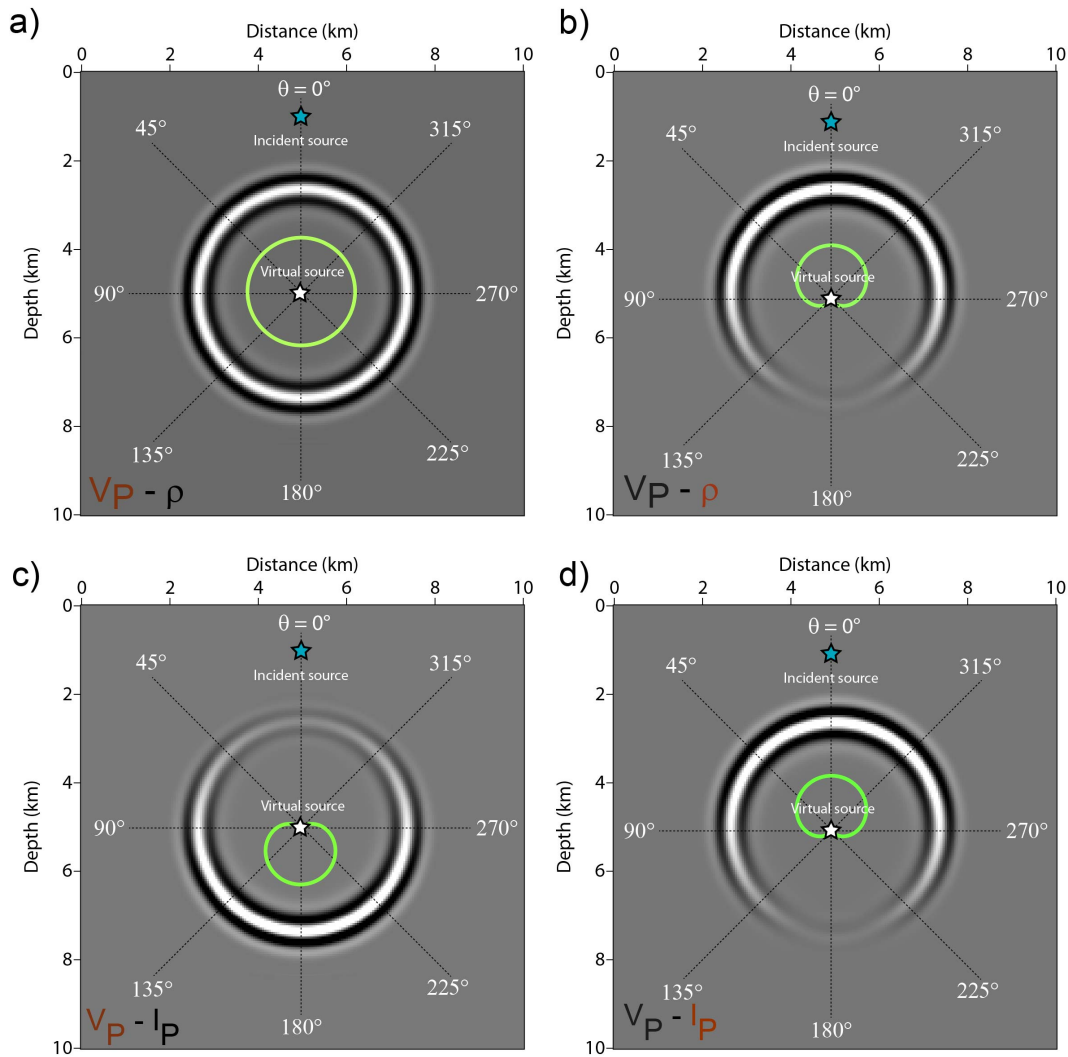 a)
Distance (km)
0 2 4 6 8 10
0
2
4
6
8
10
Depth (km)
θ = 0°
45°
315°
Incident source
Virtual source
90°
270°
135°
225°
180°
VP - ρ
b)
Distance (km)
0 2 4 6 8 10
0
2
4
6
8
10
Depth (km)
θ = 0°
45°
315°
Incident source
Virtual source
90°
270°
135°
225°
180°
VP - ρ
c)
Distance (km)
0 2 4 6 8 10
0
2
4
6
8
10
Depth (km)
θ = 0°
45°
315°
Incident source
Virtual source
90°
270°
135°
225°
180°
VP - IP
d)
Distance (km)
0 2 4 6 8 10
0
2
4
6
8
10
Depth (km)
θ = 0°
45°
315°
Incident source
Virtual source
90°
270°
135°
225°
180°
VP - IP